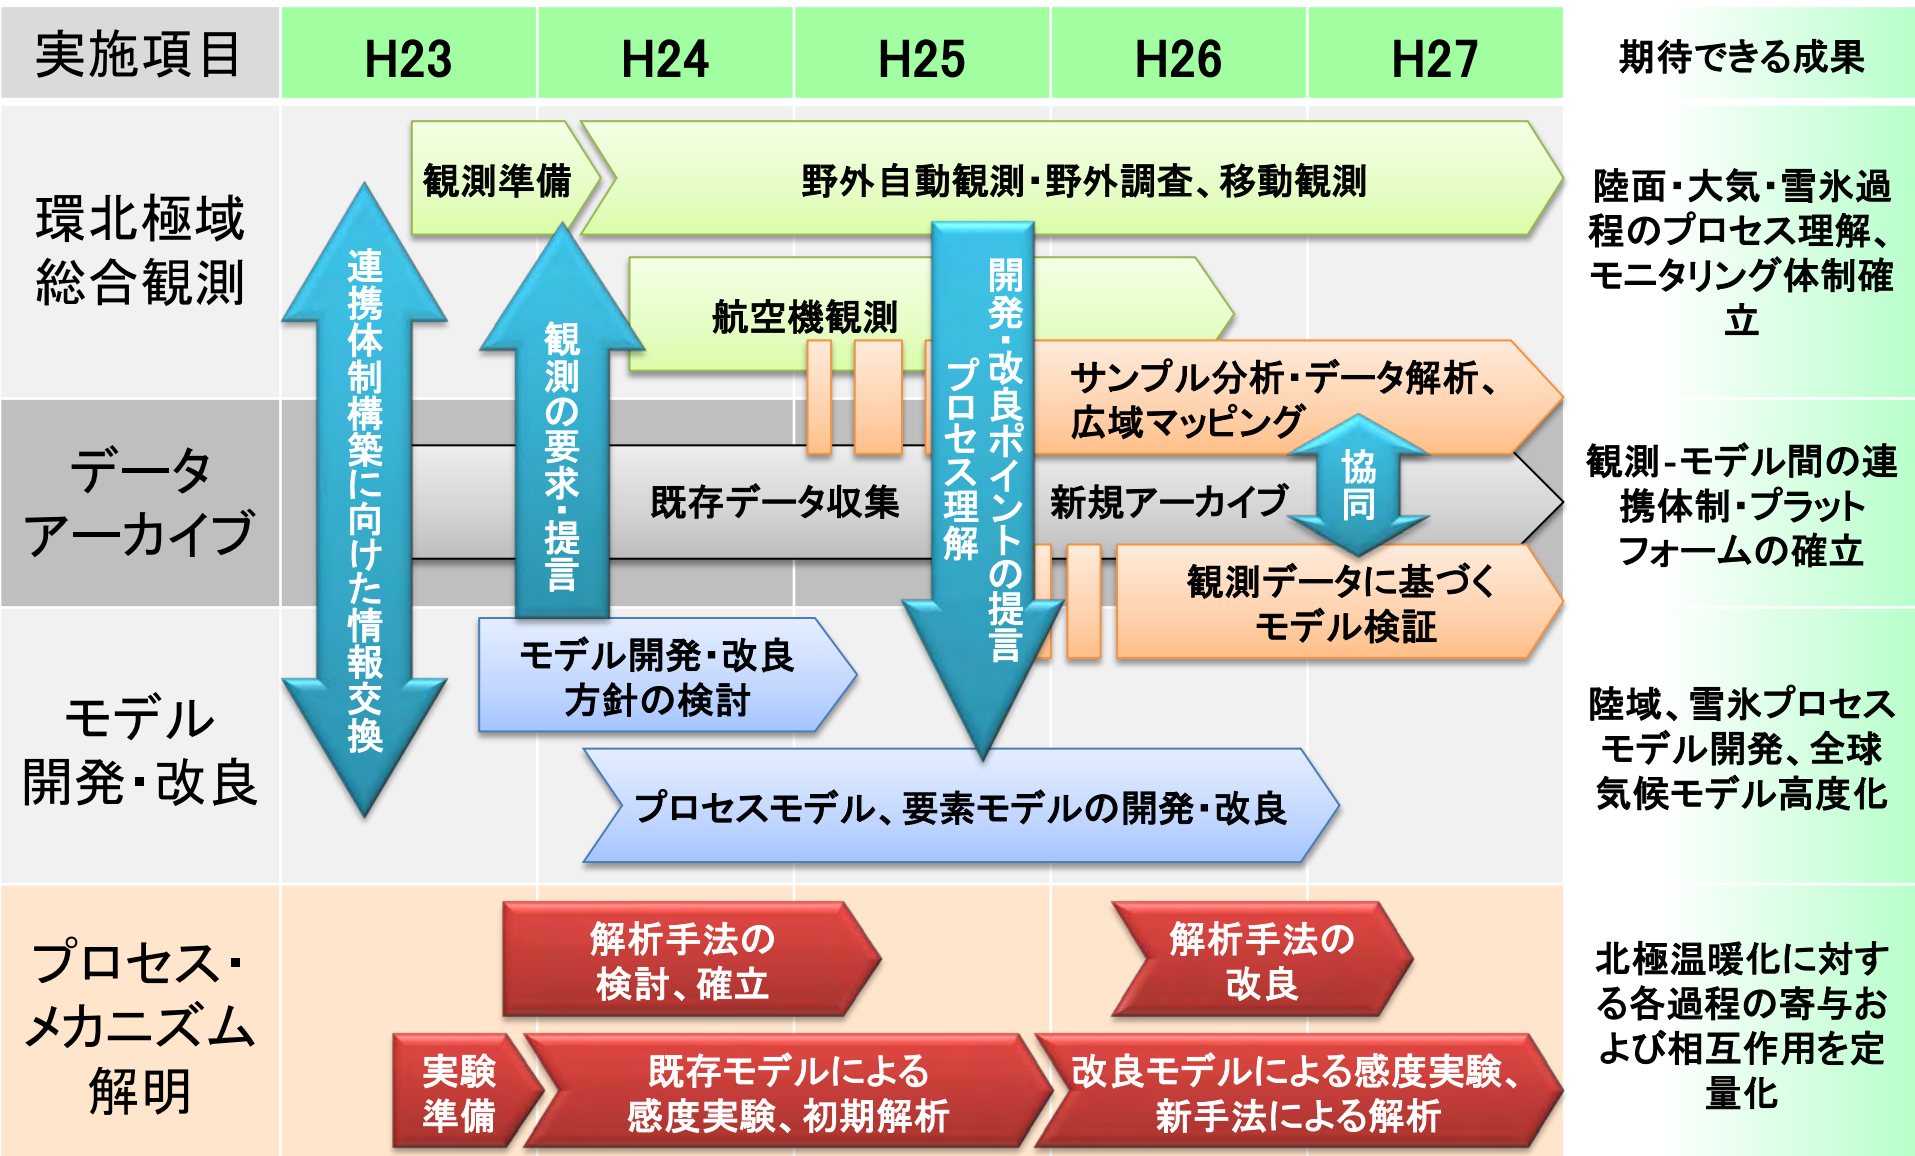 実施項目
H23
H24
H25
H26
H27
期待できる成果
環北極域
総合観測
観測準備
野外自動観測・野外調査、移動観測
航空機観測
サンプル分析・データ解析、
広域マッピング
陸面・大気・雪氷過
程のプロセス理解、
モニタリング体制確
立
連携体制構築に向けた情報交換
観測の要求・提言
開発・改良ポイントの提言
プロセス理解
データ
アーカイブ
既存データ収集
新規アーカイブ
協同
観測データに基づく
モデル検証
観測-モデル間の連
携体制・プラット
フォームの確立
モデル
開発・改良
モデル開発・改良
方針の検討
プロセスモデル、要素モデルの開発・改良
陸域、雪氷プロセス
モデル開発、全球
気候モデル高度化
プロセス・
メカニズム
解明
解析手法の
検討、確立
解析手法の
改良
実験
準備
既存モデルによる
感度実験、初期解析
改良モデルによる感度実験、
新手法による解析
北極温暖化に対す
る各過程の寄与お
よび相互作用を定
量化